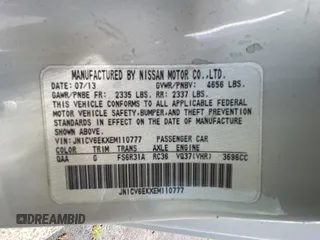 MANUFACTURED BY NISSAN MOTOR CO.,LTD.
DATE: 07/13 GVWR/PNBV: 4656 LBS.
GAWR/PNBE FR: 2335 LBS. RR: 2337 LBS.
THIS VEHICLE CONFORMS TO ALL APPLICABLE
FEDERAL MOTOR VEHICLE SAFETY,BUMPER,AND THEFT
PREVENTION STANDARDS IN EFFECT ON THE DATE OF
MANUFACTURE SHOWN ABOVE.
JN1CV6EKXEM110777 PASSENGER CAR
COLOR TRIM TRANS AXLE ENGINE
QAA G FS6R31A RC36 VQ37(VHR) 3696CC
JN1CV6EKXEM110777
AUTOBIDMASTER